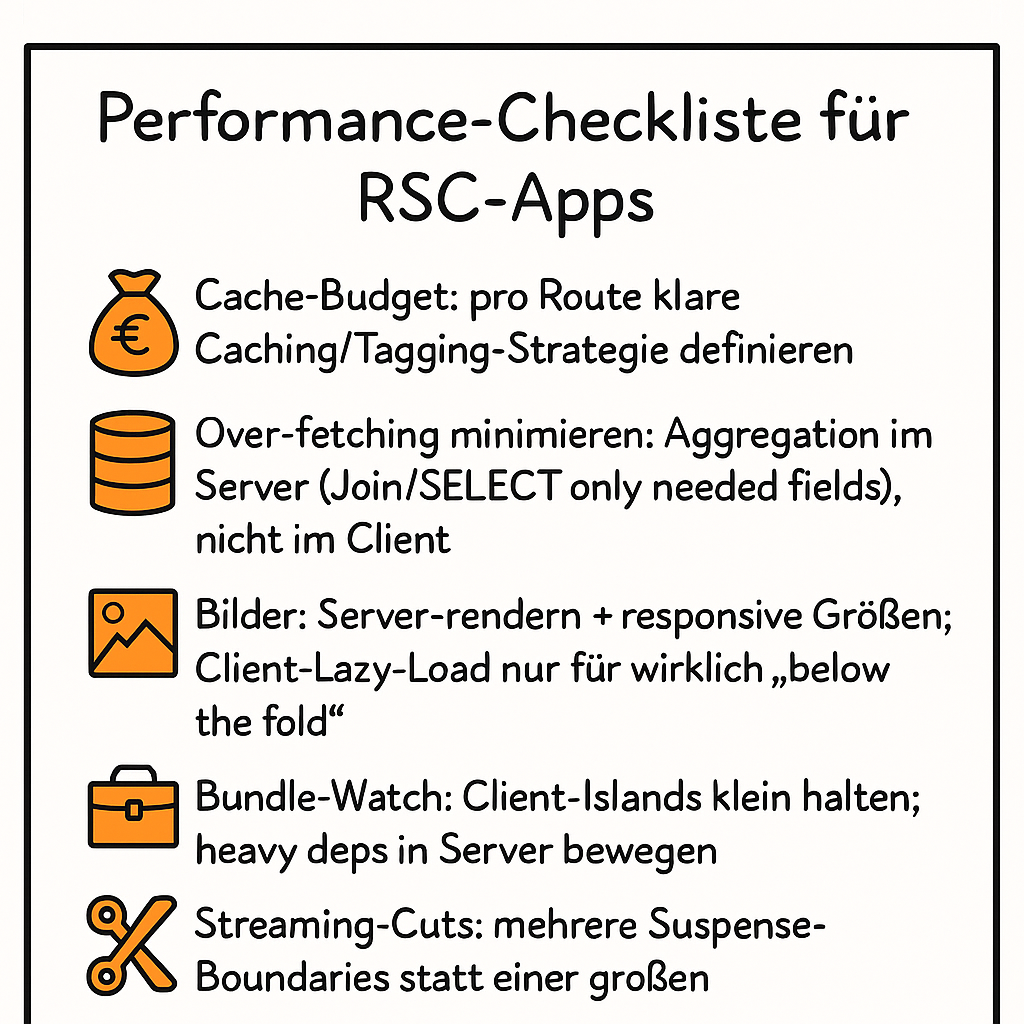 Performance-Checkliste für
RSC-Apps
€
Cache-Budget: pro Route klare
Caching/Tagging-Strategie definieren
Over-fetching minimieren: Aggregation im
Server (Join/SELECT only needed fields),
nicht im Client
Bilder: Server-rendern + responsive Größen;
Client-Lazy-Load nur für wirklich „below
the fold“
Bundle-Watch: Client-Islands klein halten;
heavy deps in Server bewegen
Streaming-Cuts: mehrere Suspense-
Boundaries statt einer großen